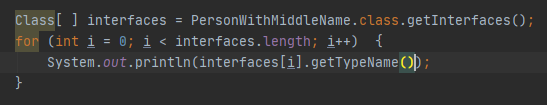 Class[ ] interfaces = PersonWithMiddleName.class.getInterfaces();
for (int i = 0; i < interfaces.length; i++)  {
    System.out.println(interfaces[i].getTypeName());
}